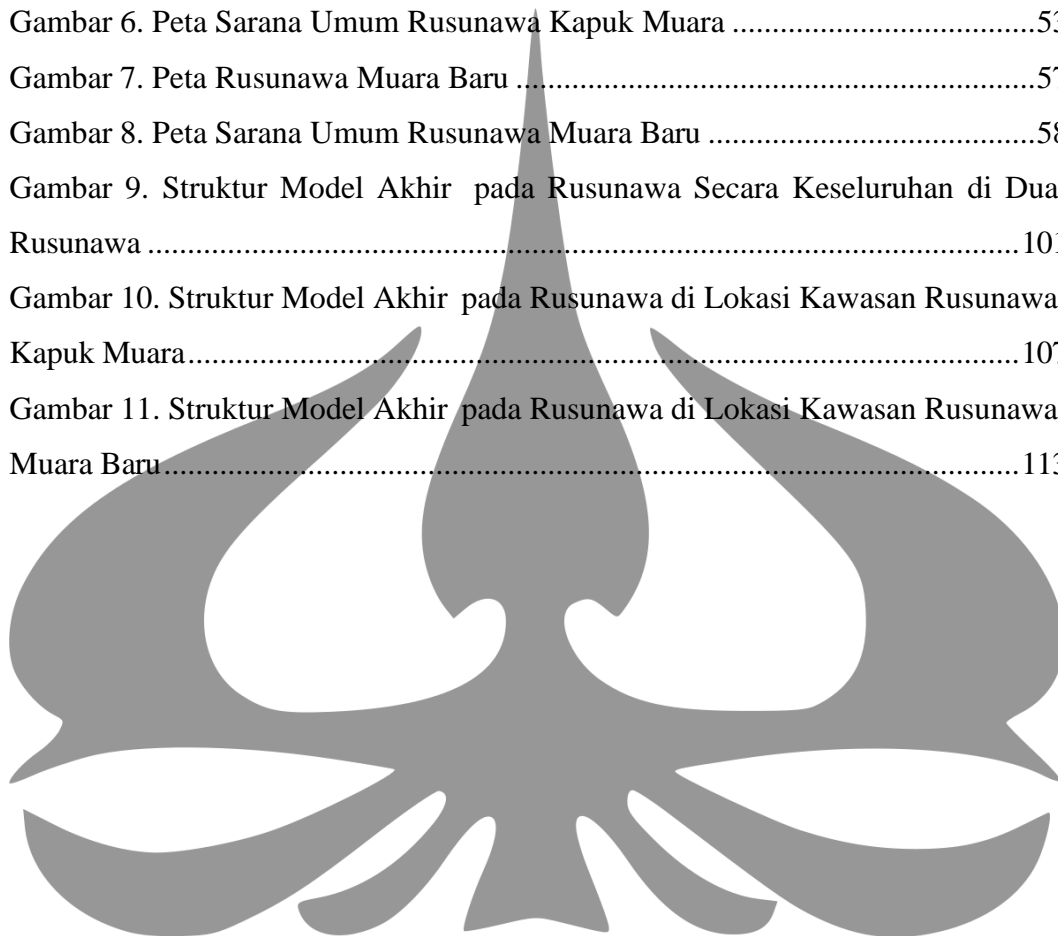 Gambar 6. Peta Sarana Umum Rusunawa Kapuk Muara ....................................53
Gambar 7. Peta Rusunawa Muara Baru ..............................................................57
Gambar 8. Peta Sarana Umum Rusunawa Muara Baru .......................................58
Gambar 9. Struktur Model Akhir pada Rusunawa Secara Keseluruhan di Dua
Rusunawa .........................................................................................................101
Gambar 10. Struktur Model Akhir pada Rusunawa di Lokasi Kawasan Rusunawa
Kapuk Muara....................................................................................................107
Gambar 11. Struktur Model Akhir pada Rusunawa di Lokasi Kawasan Rusunawa
Muara Baru.......................................................................................................113